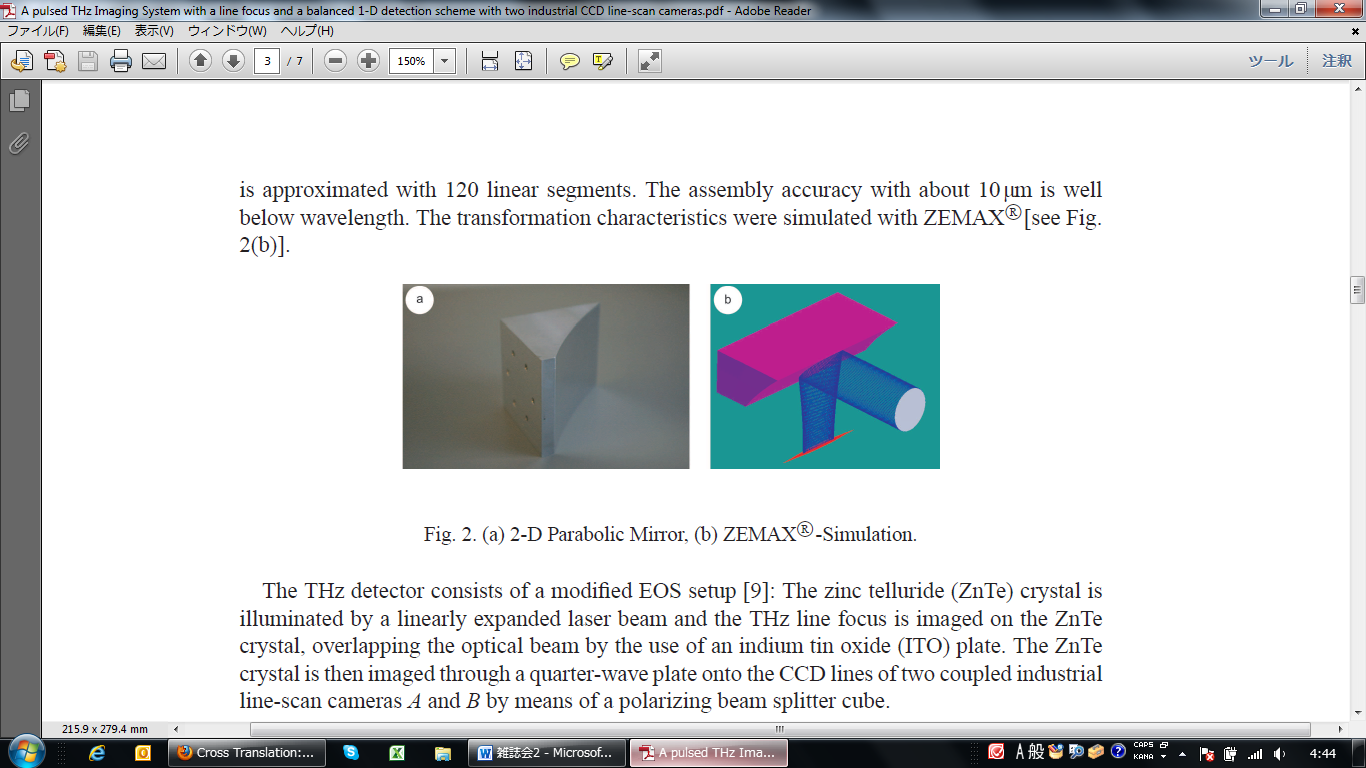 A pulsed THz Imaging System with a line focus and a balanced 1-D detection scheme with two industrial CCD line-scan cameras.pdf - Adobe Reader
ファイル(F) 編集(E) 表示(V) ウィンドウ(W) ヘルプ(H)
3 / 7 150% ツール 注釈
is approximated with 120 linear segments. The assembly accuracy with about 10 μm is well
below wavelength. The transformation characteristics were simulated with ZEMAX® [see Fig.
2(b)].
a b
Fig. 2. (a) 2-D Parabolic Mirror, (b) ZEMAX®-Simulation.
The THz detector consists of a modified EOS setup [9]: The zinc telluride (ZnTe) crystal is
illuminated by a linearly expanded laser beam and the THz line focus is imaged on the ZnTe
crystal, overlapping the optical beam by the use of an indium tin oxide (ITO) plate. The ZnTe
crystal is then imaged through a quarter-wave plate onto the CCD lines of two coupled industrial
line-scan cameras A and B by means of a polarizing beam splitter cube.
215.9 x 279.4 mm
Cross Translation:... 雑誌会2 - Microsof... A pulsed THz Ima... A 般 CAPS KANA 4:44